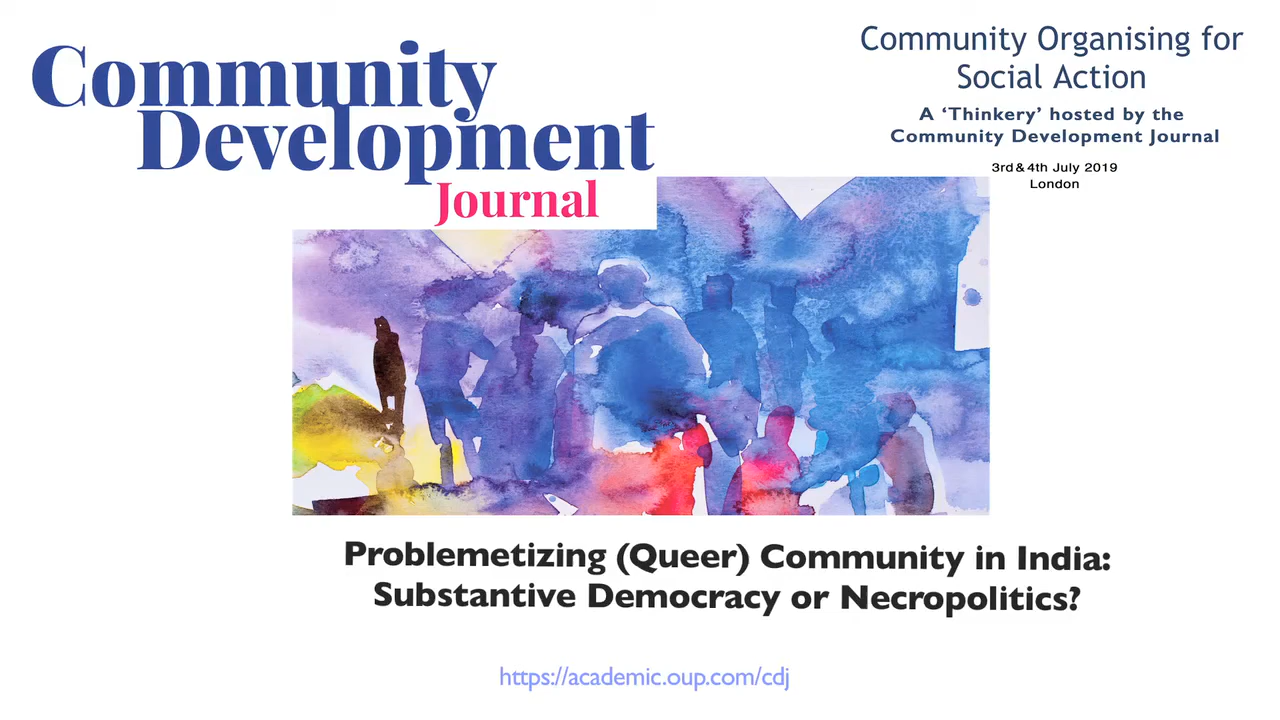 Community
Development
Journal
Community Organising for
Social Action
A ‘Thinkery’ hosted by the
Community Development Journal
3rd & 4th July 2019
London
Problemetizing (Queer) Community in India:
Substantive Democracy or Necropolitics?
https://academic.oup.com/cdj